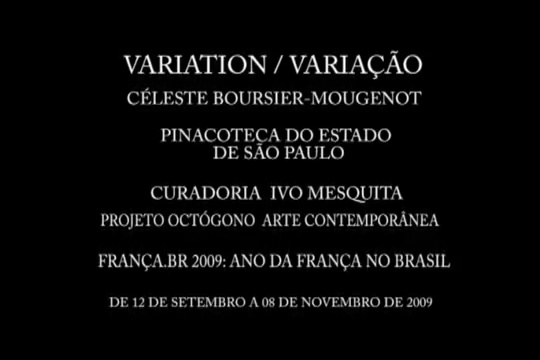 VARIATION / VARIAÇÃO
CÉLESTE BOURSIER-MOUGENOT
PINACOTECA DO ESTADO
DE SÃO PAULO
CURADORIA IVO MESQUITA
PROJETO OCTÓGONO ARTE CONTEMPORÂNEA
FRANÇA.BR 2009: ANO DA FRANÇA NO BRASIL
DE 12 DE SETEMBRO A 08 DE NOVEMBRO DE 2009